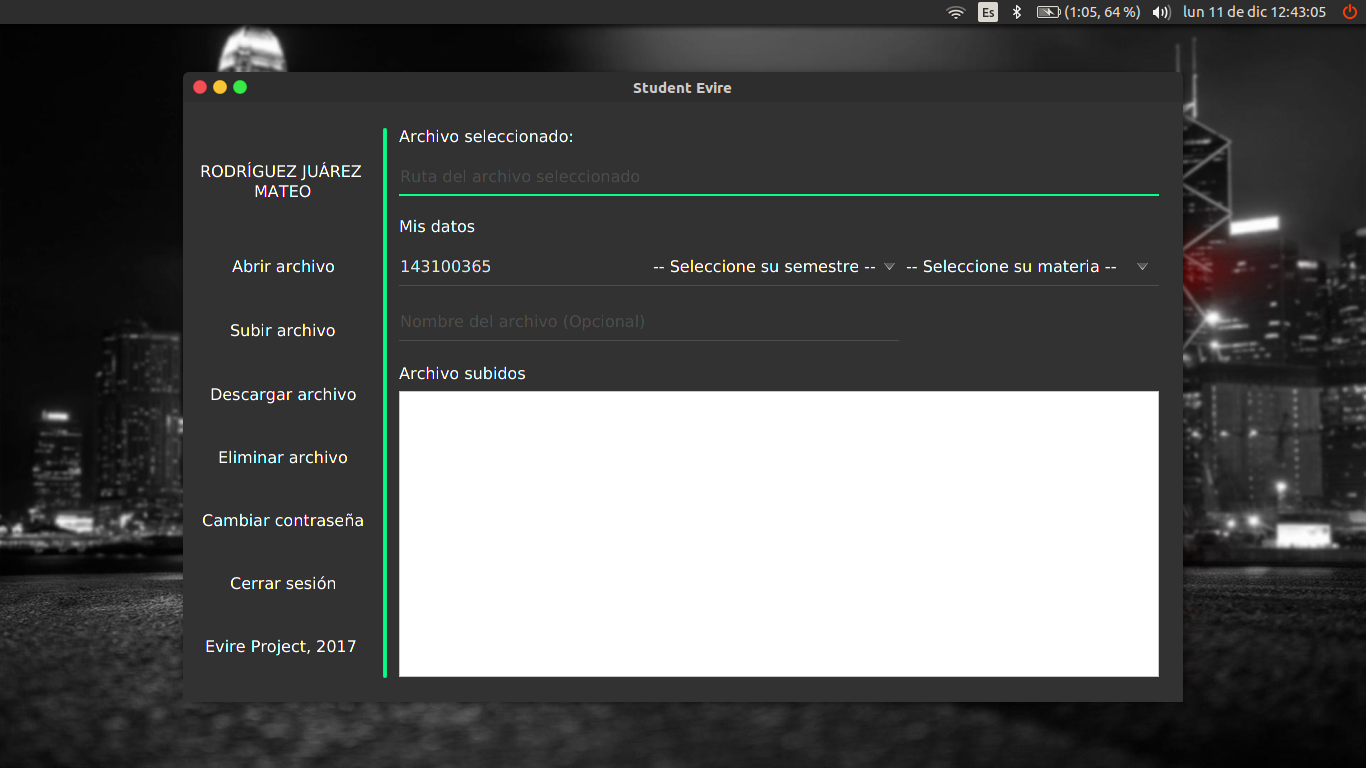 Es (1:05, 64 %) lun 11 de dic 12:43:05
Student Evire
RODRÍGUEZ JUÁREZ
MATEO
Abrir archivo
Subir archivo
Descargar archivo
Eliminar archivo
Cambiar contraseña
Cerrar sesión
Evire Project, 2017
Archivo seleccionado:
Ruta del archivo seleccionado
Mis datos
143100365 -- Seleccione su semestre -- -- Seleccione su materia --
Nombre del archivo (Opcional)
Archivo subidos